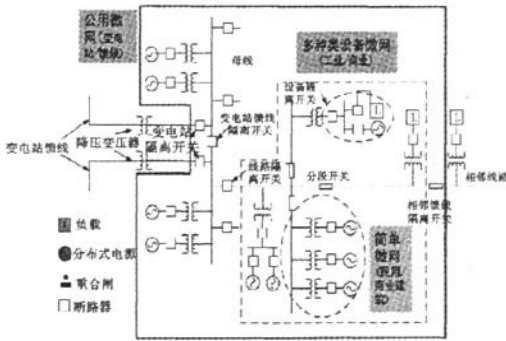 公用微
网(变电
站/馈线)
多种类设备微网
(工业/商业)
母线
设备隔
离开关
变电站馈线
隔离开关
变电站
隔离开关
降压变压器
变电站馈线
线路隔
离开关
分段开关
相邻馈线
隔离开关
相邻线路
简单
微网
商业建
负载
分布式电源
重合闸
断路器